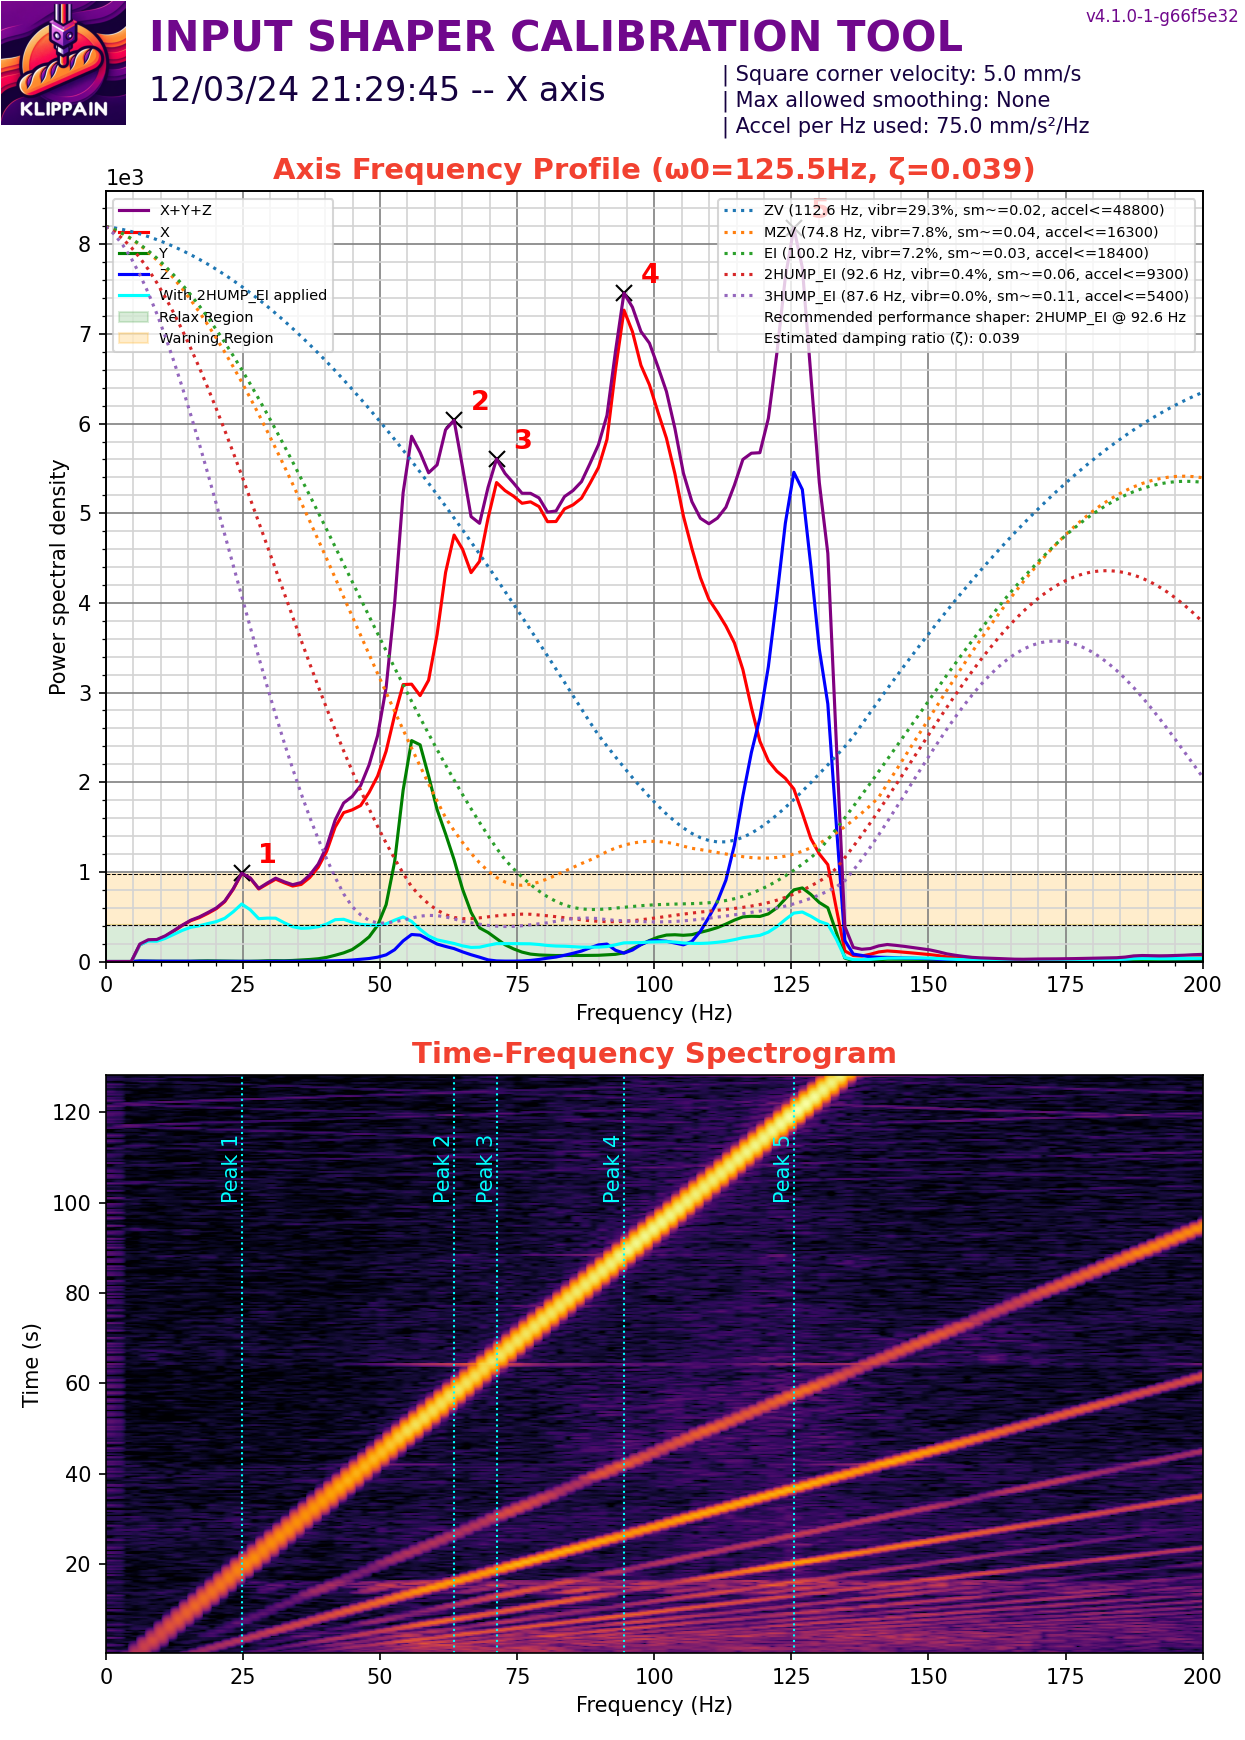 v4.1.0-1-g66f5e32
INPUT SHAPER CALIBRATION TOOL
12/03/24 21:29:45 -- X axis
| Square corner velocity: 5.0 mm/s
| Max allowed smoothing: None
| Accel per Hz used: 75.0 mm/s²/Hz
KLIPPAIN
Axis Frequency Profile (ω0=125.5Hz, ζ=0.039)
1e3
X+Y+Z
X
Y
Z
With 2HUMP_EI applied
Relax Region
Warning Region
ZV (112.6 Hz, vibr=29.3%, sm~=0.02, accel<=48800)
MZV (74.8 Hz, vibr=7.8%, sm~=0.04, accel<=16300)
EI (100.2 Hz, vibr=7.2%, sm~=0.03, accel<=18400)
2HUMP_EI (92.6 Hz, vibr=0.4%, sm~=0.06, accel<=9300)
3HUMP_EI (87.6 Hz, vibr=0.0%, sm~=0.11, accel<=5400)
Recommended performance shaper: 2HUMP_EI @ 92.6 Hz
Estimated damping ratio (ζ): 0.039
5
4
2
3
1
8
7
6
5
4
3
2
1
0
Power spectral density
0 25 50 75 100 125 150 175 200
Frequency (Hz)
Time-Frequency Spectrogram
Peak 1
Peak 2
Peak 3
Peak 4
Peak 5
120
100
80
60
40
20
Time (s)
0 25 50 75 100 125 150 175 200
Frequency (Hz)